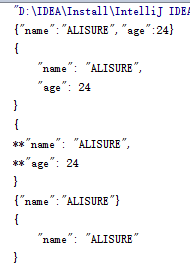 "D:\IDEA\Install\IntelliJ IDEA
{"name":"ALISURE","age":24}
{
    "name": "ALISURE",
    "age": 24
}
{
**"name": "ALISURE",
**"age": 24
}
{"name":"ALISURE"}
{
    "name": "ALISURE"
}